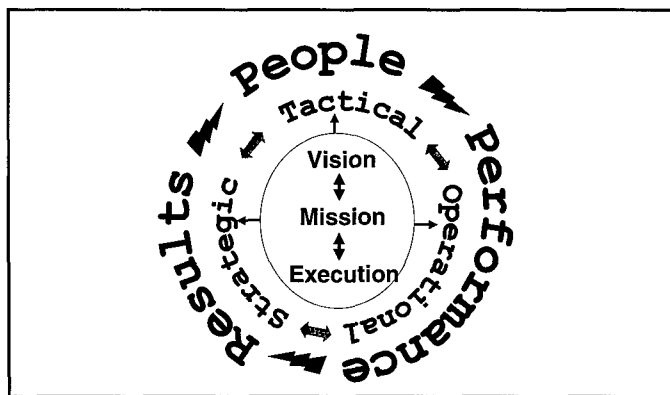 People
Performance
Results
Tactical
Operational
Strategic
Vision
Mission
Execution